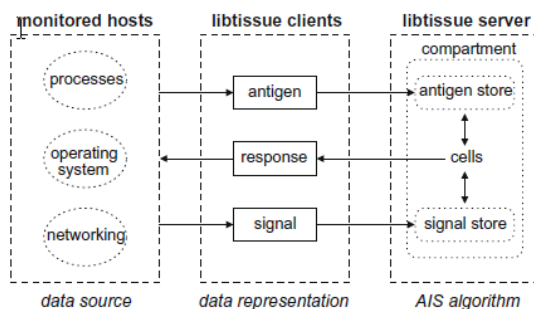 monitored hosts
libtissue clients
libtissue server
compartment
processes
antigen
antigen store
operating
system
response
cells
networking
signal
signal store
data source
data representation
AIS algorithm